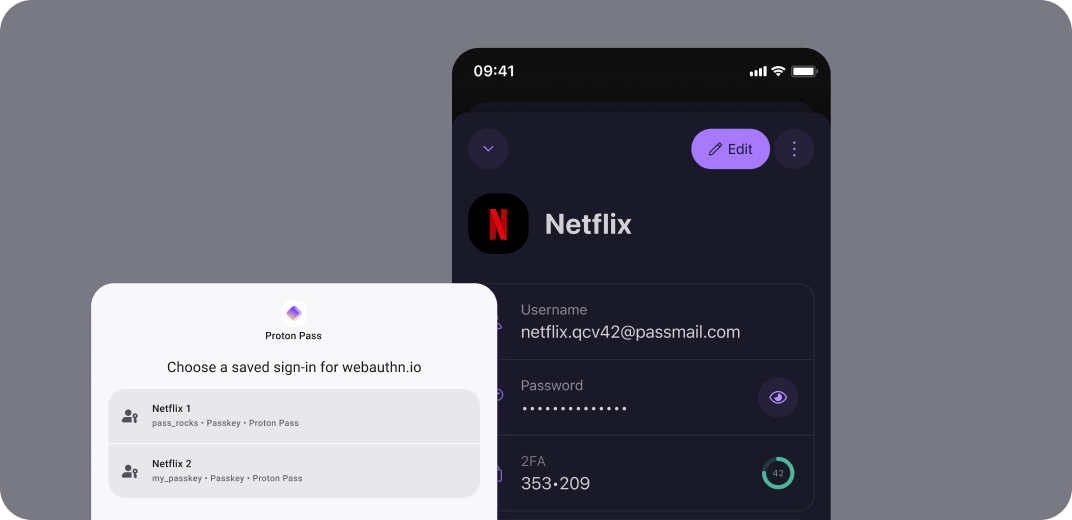 09:41
Edit
N
Netflix
Username
netflix.qcv42@passmail.com
Password
••••••••••••••
2FA
353•209
42
Proton Pass
Choose a saved sign-in for webauthn.io
Netflix 1
pass_rocks • Passkey • Proton Pass
Netflix 2
my_passkey • Passkey • Proton Pass